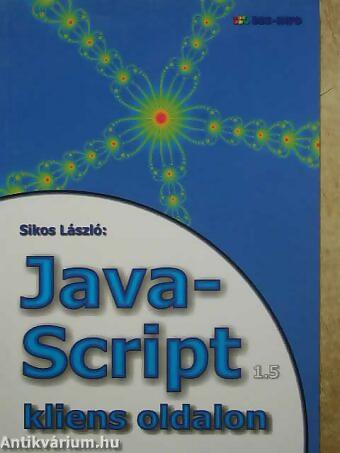 BBS-INFO
Sikos László:
Java-
Script 1.5
kliens oldalon
Antikvárium.hu